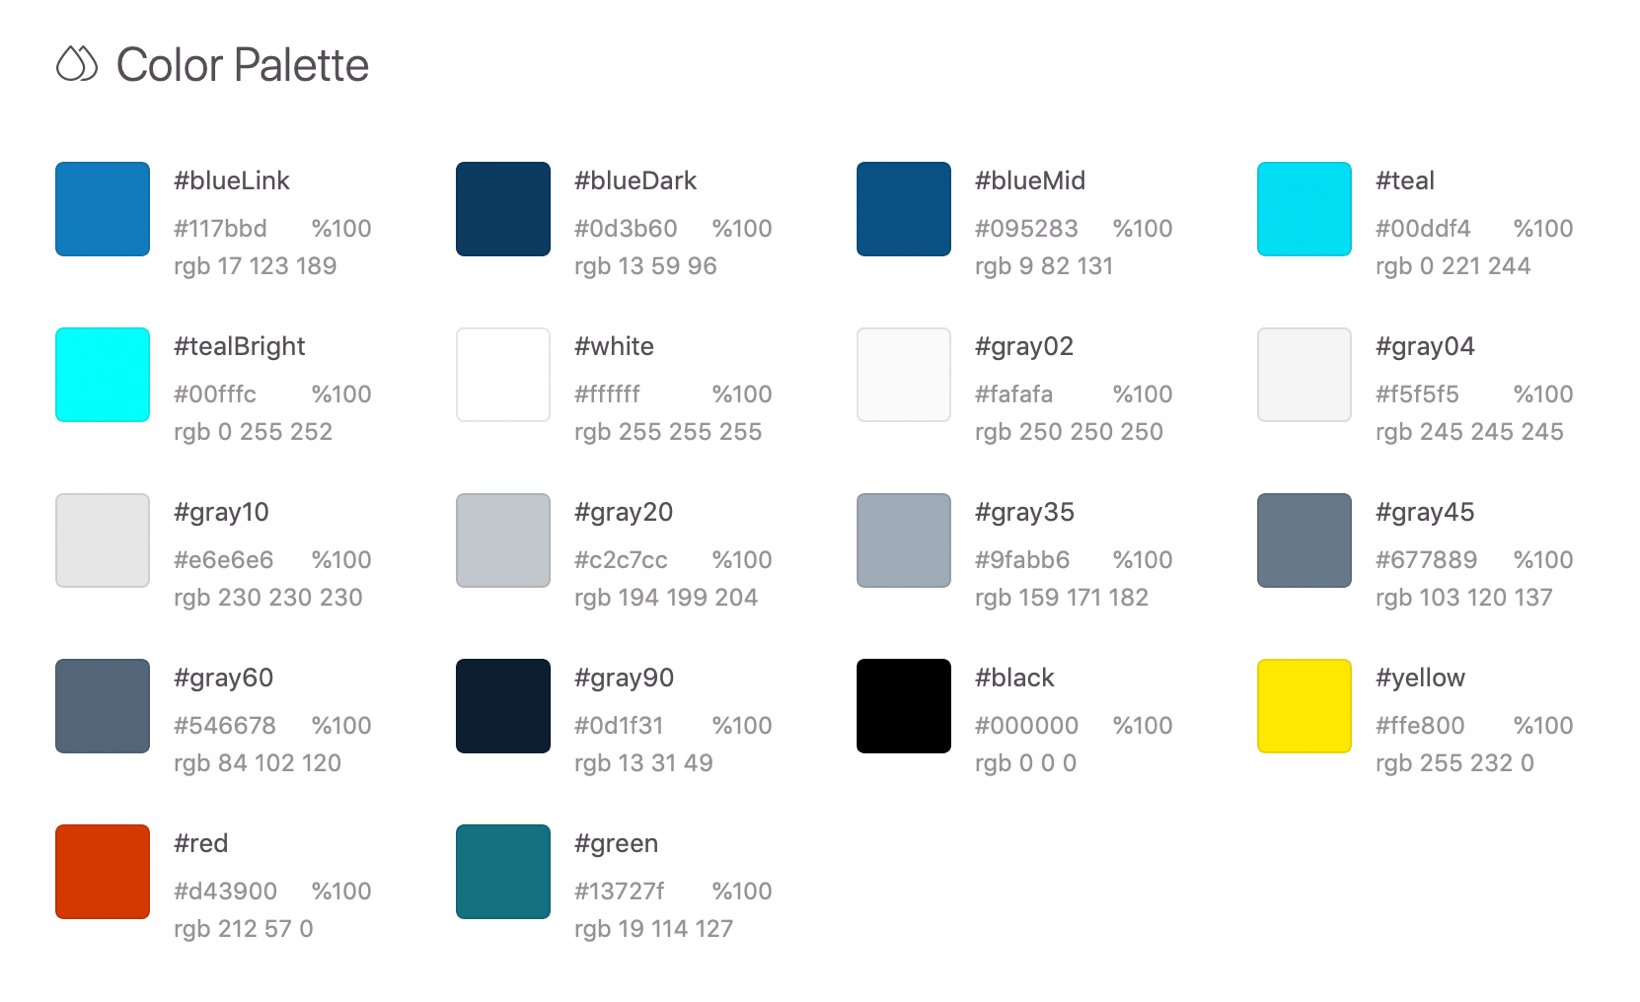 Color Palette
#blueLink
#117bbd %100
rgb 17 123 189
#blueDark
#0d3b60 %100
rgb 13 59 96
#blueMid
#095283 %100
rgb 9 82 131
#teal
#00ddf4 %100
rgb 0 221 244
#tealBright
#00fffc %100
rgb 0 255 252
#white
#ffffff %100
rgb 255 255 255
#gray02
#fafafa %100
rgb 250 250 250
#gray04
#f5f5f5 %100
rgb 245 245 245
#gray10
#e6e6e6 %100
rgb 230 230 230
#gray20
#c2c7cc %100
rgb 194 199 204
#gray35
#9fabb6 %100
rgb 159 171 182
#gray45
#677889 %100
rgb 103 120 137
#gray60
#546678 %100
rgb 84 102 120
#gray90
#0d1f31 %100
rgb 13 31 49
#black
#000000 %100
rgb 0 0 0
#yellow
#ffe800 %100
rgb 255 232 0
#red
#d43900 %100
rgb 212 57 0
#green
#13727f %100
rgb 19 114 127